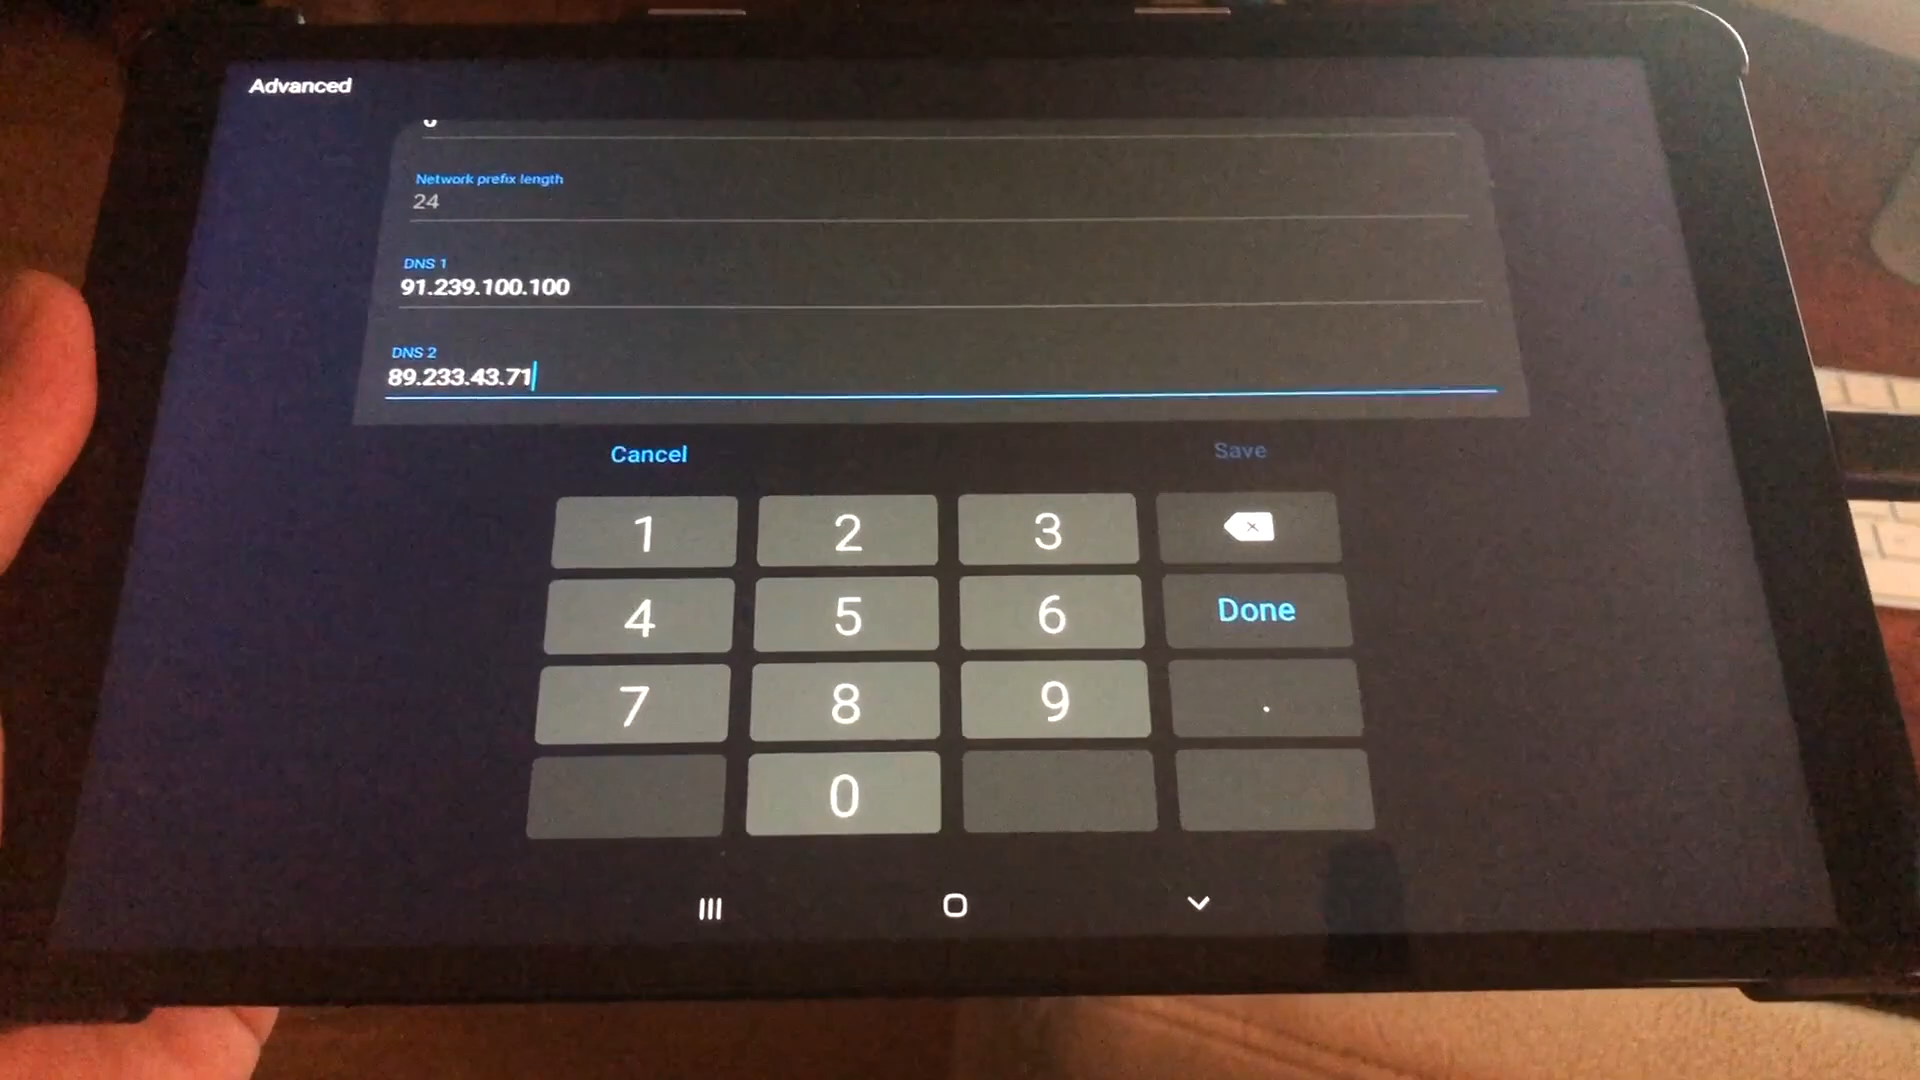 Advanced
Network prefix length
24
DNS 1
91.239.100.100
DNS 2
89.233.43.71
Cancel
Save
1 2 3
4 5 6 Done
7 8 9 .
0